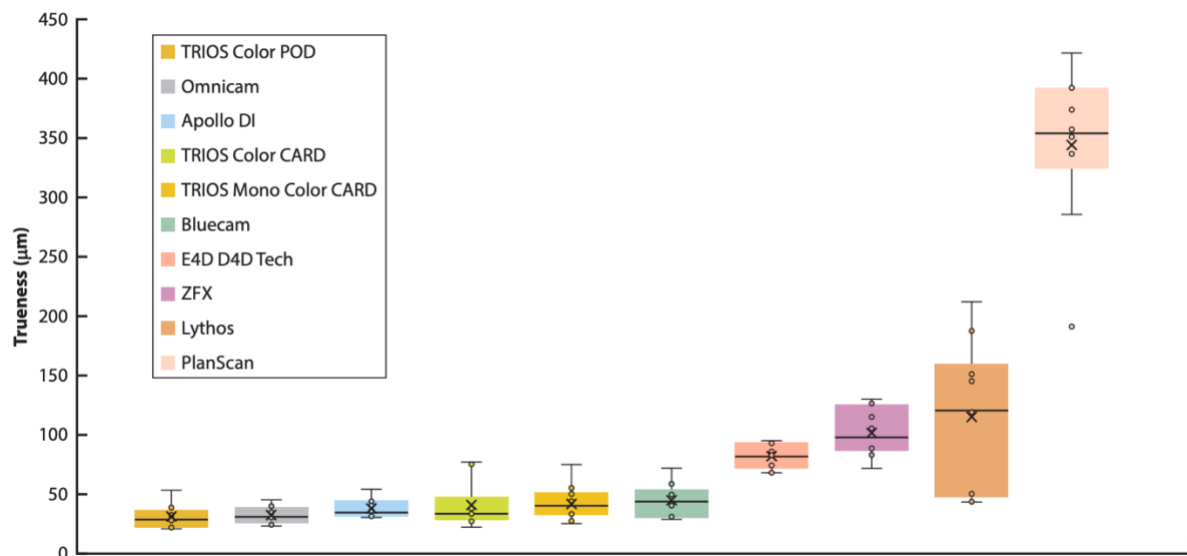 450
400
350
300
250
200
150
100
50
0
Trueness (μm)
TRIOS Color POD
Omnicam
Apollo DI
TRIOS Color CARD
TRIOS Mono Color CARD
Bluecam
E4D D4D Tech
ZFX
Lythos
PlanScan